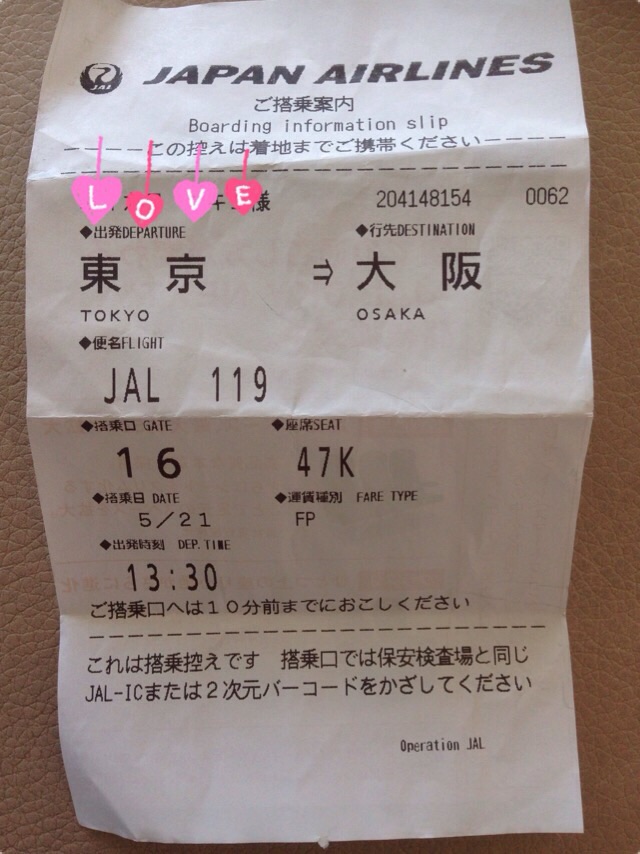 JAL JAPAN AIRLINES
ご搭乗案内
Boarding information slip
この控えは着地までご携帯ください
LOVE 様 204148154 0062
◆出発DEPARTURE ◆行先DESTINATION
東京 ⇒ 大阪
TOKYO OSAKA
◆便名FLIGHT
JAL 119
◆搭乗口 GATE ◆座席SEAT
16 47K
◆搭乗日 DATE ◆運賃種別 FARE TYPE
5/21 FP
◆出発時刻 DEP.TIME
13:30
ご搭乗口へは10分前までにおこしください
これは搭乗控えです 搭乗口では保安検査場と同じ
JAL-ICまたは2次元バーコードをかざしてください
Operation JAL